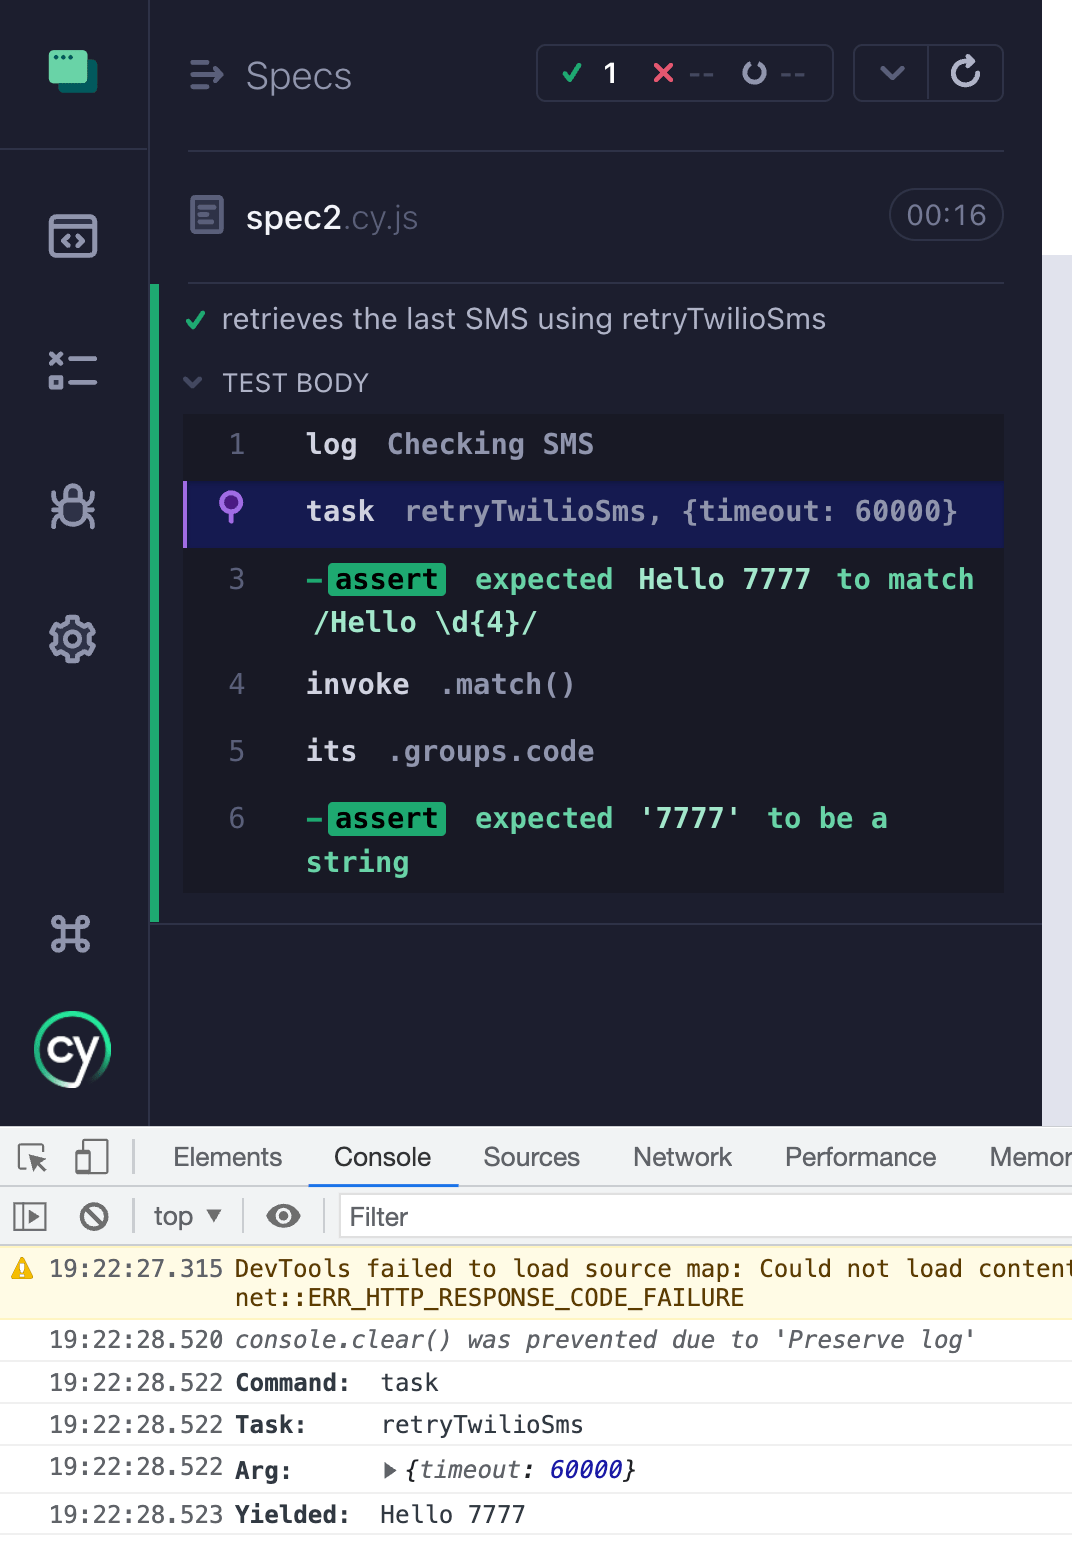 Specs
1 -- --
spec2.cy.js 00:16
retrieves the last SMS using retryTwilioSms
TEST BODY
1 log Checking SMS
task retryTwilioSms, {timeout: 60000}
3 -assert expected Hello 7777 to match
/Hello \d{4}/
4 invoke .match()
5 its .groups.code
6 -assert expected '7777' to be a
string
cy
Elements Console Sources Network Performance Memor
top Filter
19:22:27.315 DevTools failed to load source map: Could not load content
net::ERR_HTTP_RESPONSE_CODE_FAILURE
19:22:28.520 console.clear() was prevented due to 'Preserve log'
19:22:28.522 Command: task
19:22:28.522 Task: retryTwilioSms
19:22:28.522 Arg: {timeout: 60000}
19:22:28.523 Yielded: Hello 7777